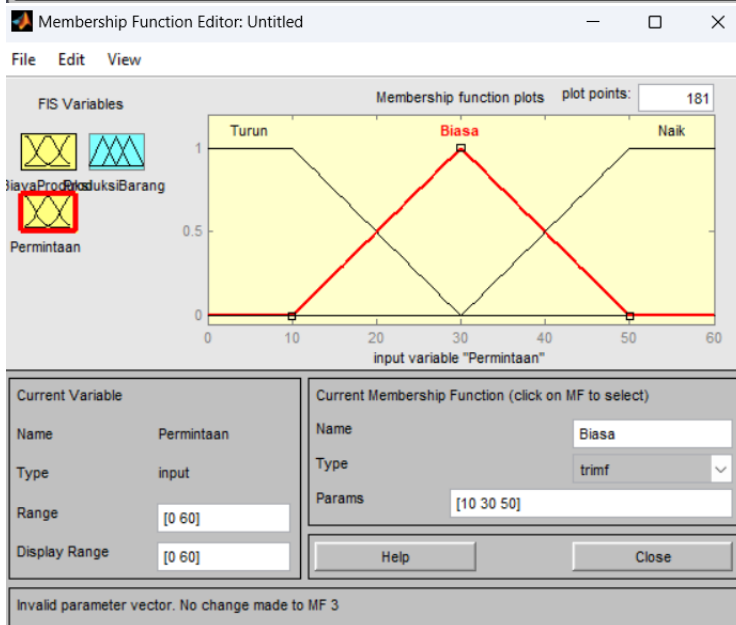 Membership Function Editor: Untitled
File Edit View
FIS Variables
Membership function plots plot points: 181
Turun Biasa Naik
1
0.5
0
ProduksiBarang
Permintaan
0 10 20 30 40 50 60
input variable "Permintaan"
Current Variable
Name Permintaan
Type input
Range [0 60]
Display Range [0 60]
Current Membership Function (click on MF to select)
Name Biasa
Type trimf
Params [10 30 50]
Help Close
Invalid parameter vector. No change made to MF 3